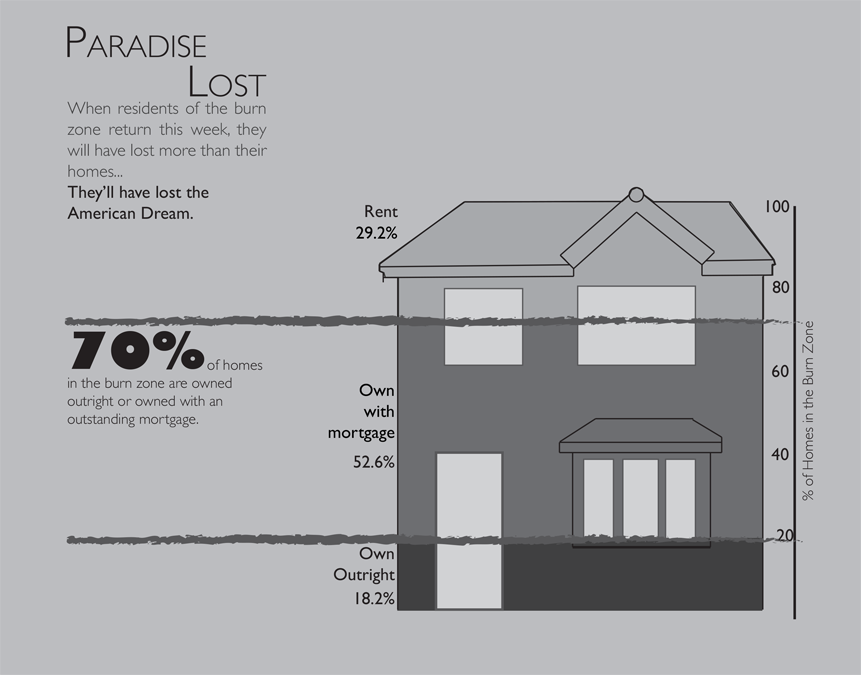 PARADISE
LOST
When residents of the burn
zone return this week, they
will have lost more than their
homes...
They'll have lost the
American Dream.
Rent
29.2%
100
80
70% of homes
in the burn zone are owned
outright or owned with an
outstanding mortgage.
60
Own
with
mortgage
52.6%
40
% of Homes in the Burn Zone
20
Own
Outright
18.2%